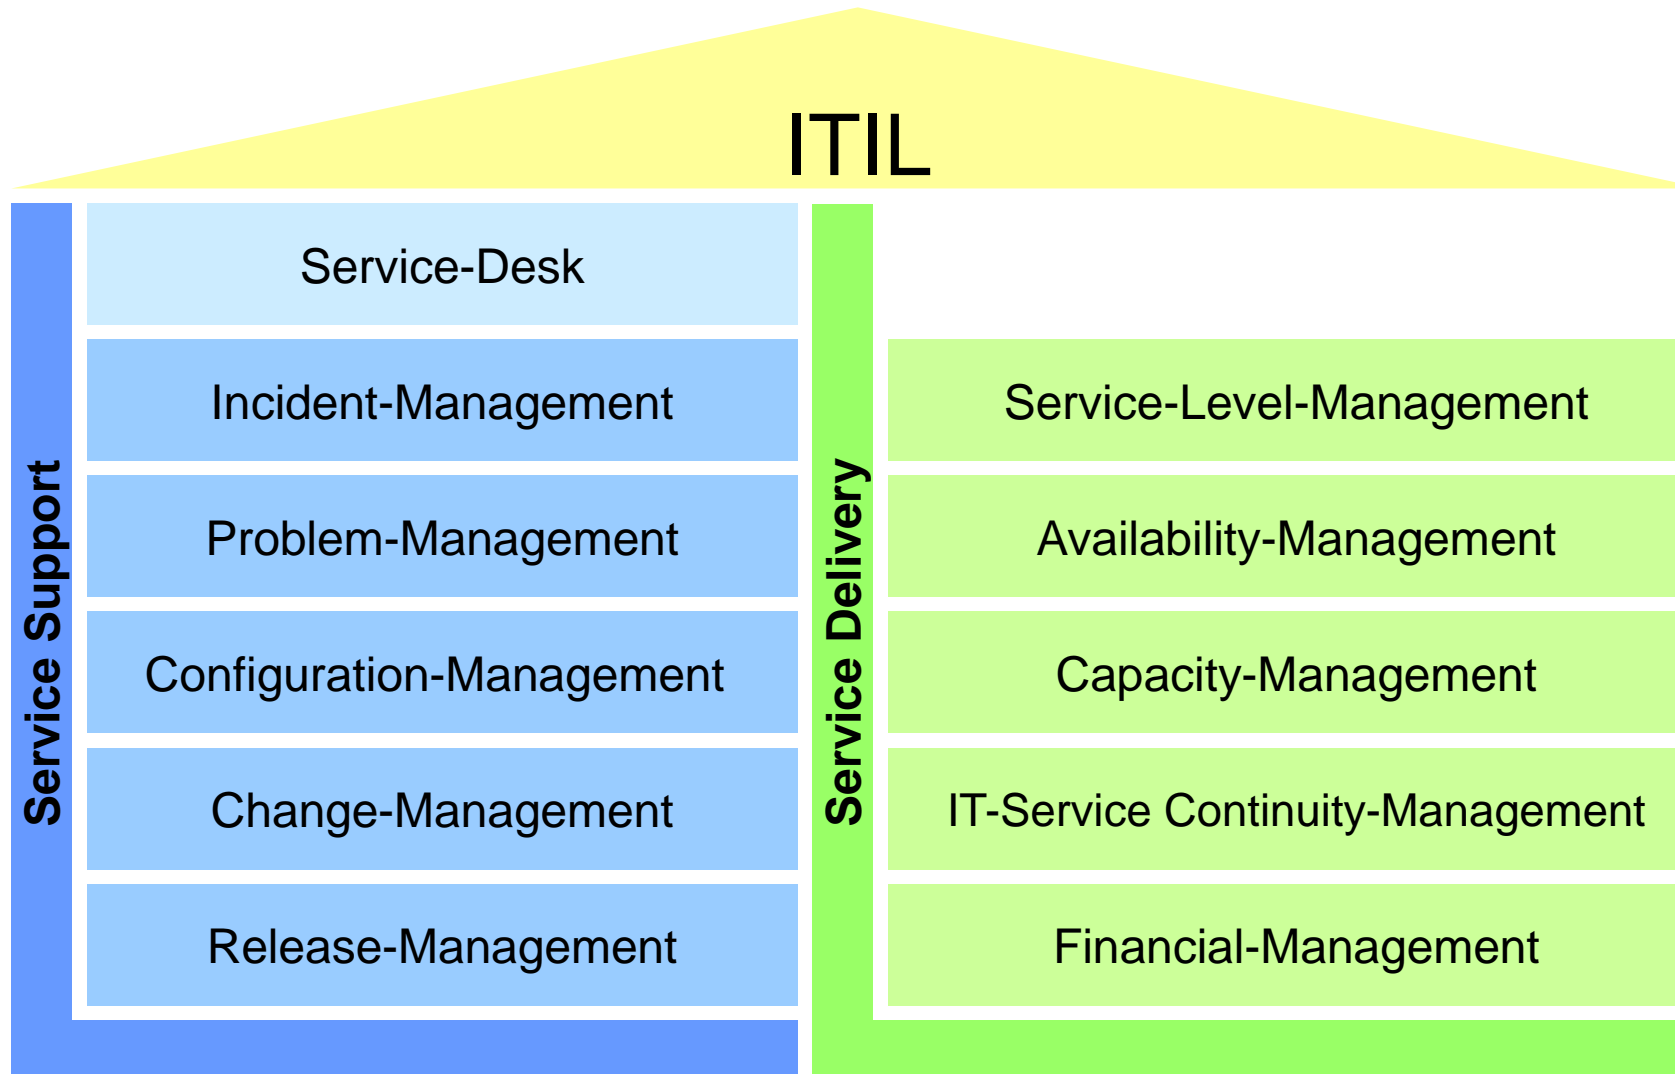 ITIL
Service Support
Service-Desk
Incident-Management
Problem-Management
Configuration-Management
Change-Management
Release-Management
Service Delivery
Service-Level-Management
Availability-Management
Capacity-Management
IT-Service Continuity-Management
Financial-Management